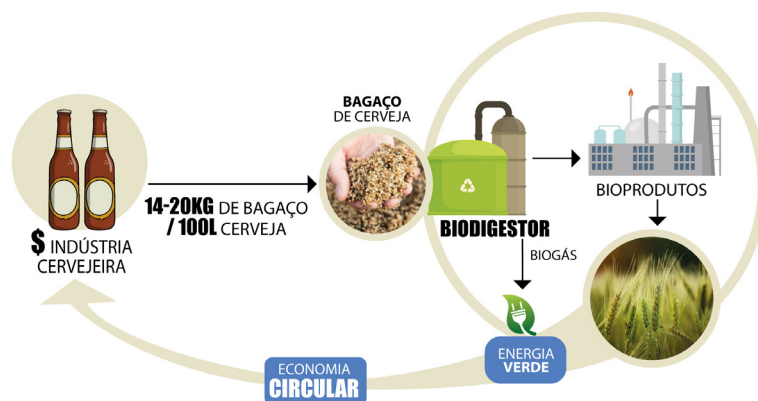 $ INDÚSTRIA
CERVEJEIRA
14-20KG DE BAGAÇO
/ 100L CERVEJA
BAGAÇO
DE CERVEJA
BIODIGESTOR
BIOPRODUTOS
BIOGÁS
ENERGIA
VERDE
ECONOMIA
CIRCULAR